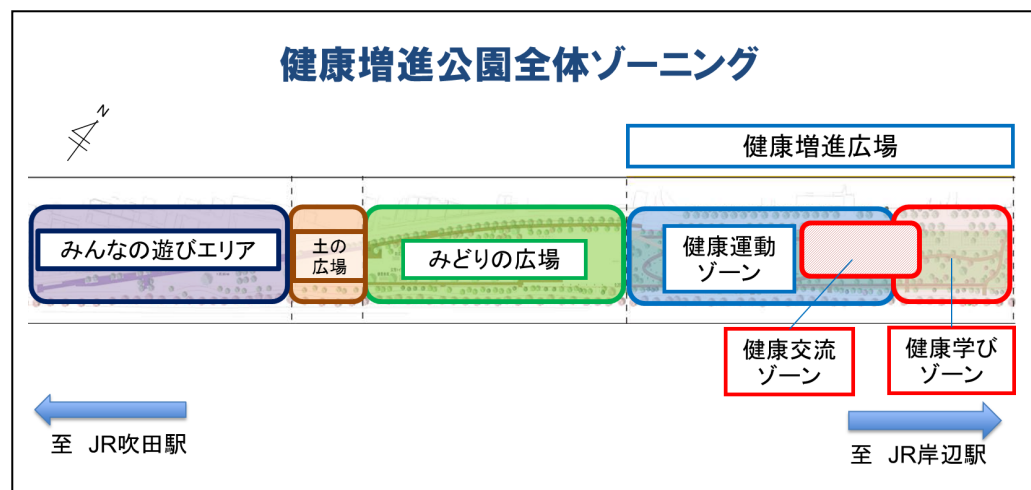 健康増進公園全体ゾーニング
N
健康増進広場
みんなの遊びエリア
土の
広場
みどりの広場
健康運動
ゾーン
健康交流
ゾーン
健康学び
ゾーン
至 JR吹田駅
至 JR岸辺駅